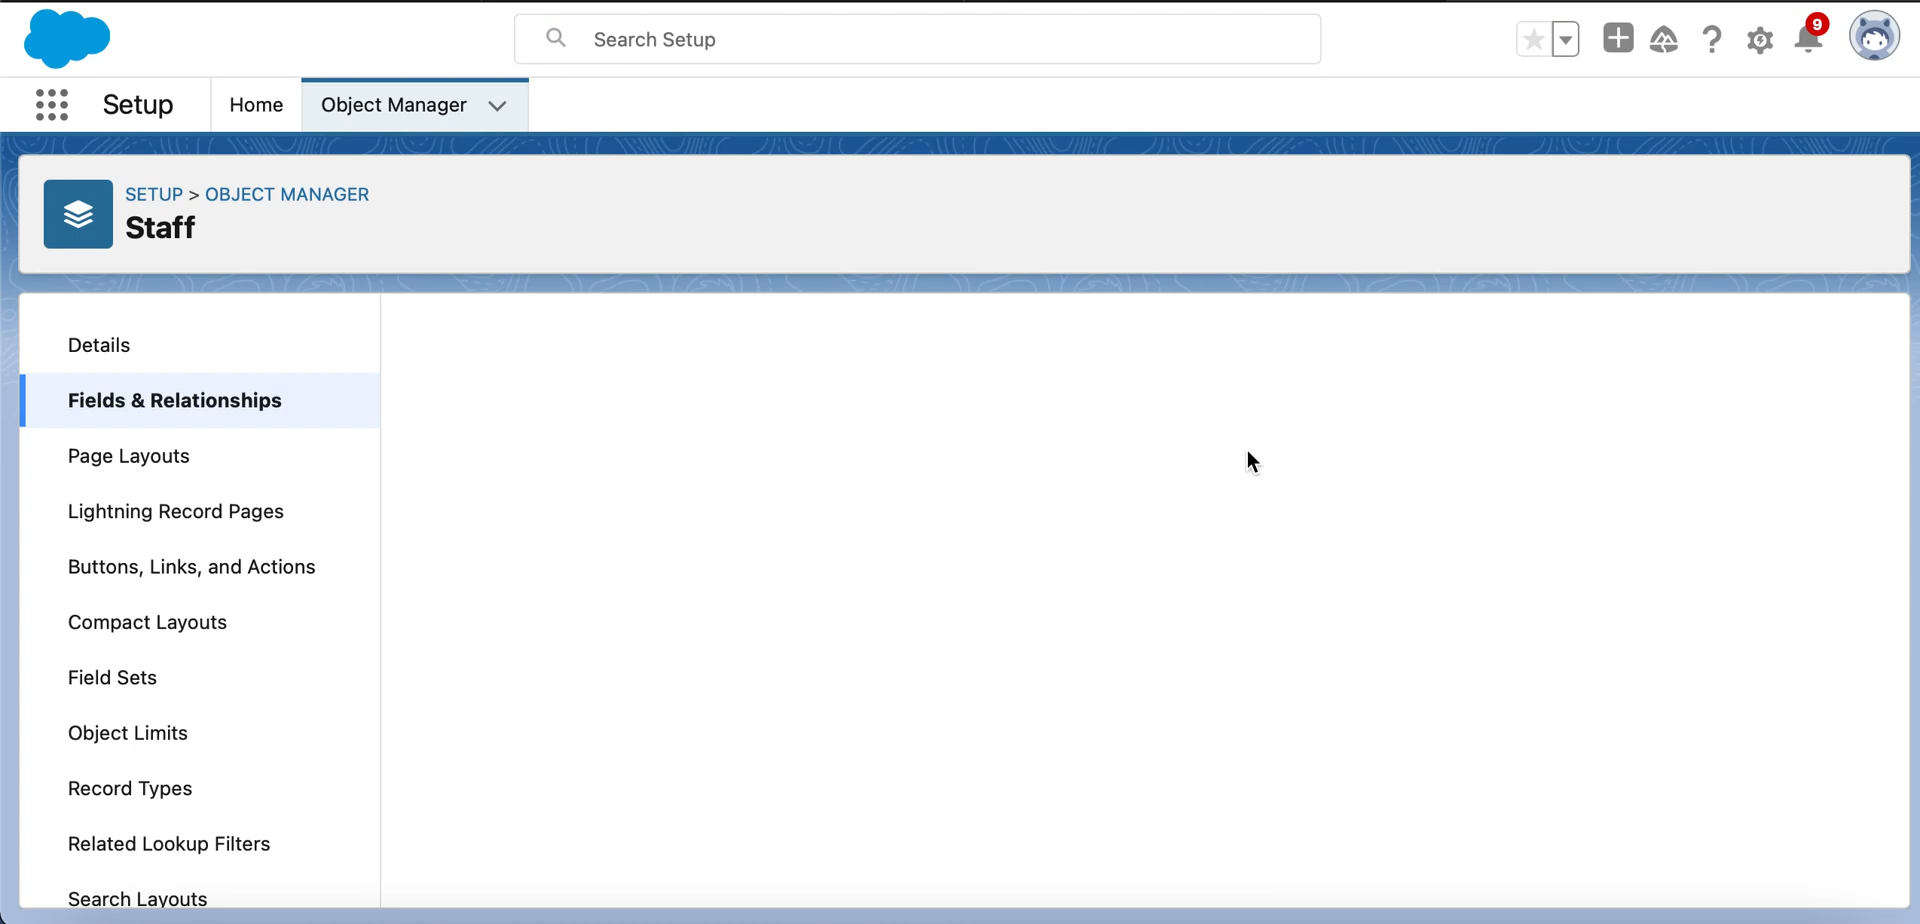 Search Setup
9
Setup
Home
Object Manager
SETUP > OBJECT MANAGER
Staff
Details
Fields & Relationships
Page Layouts
Lightning Record Pages
Buttons, Links, and Actions
Compact Layouts
Field Sets
Object Limits
Record Types
Related Lookup Filters
Search Layouts